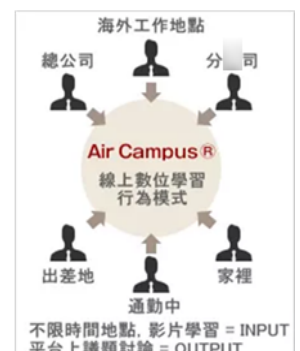 海外工作地點
總公司
分 司
Air Campus®
線上數位學習
行為模式
出差地
家裡
通勤中
不限時間地點, 影片學習 = INPUT
平台上議題討論 = OUTPUT